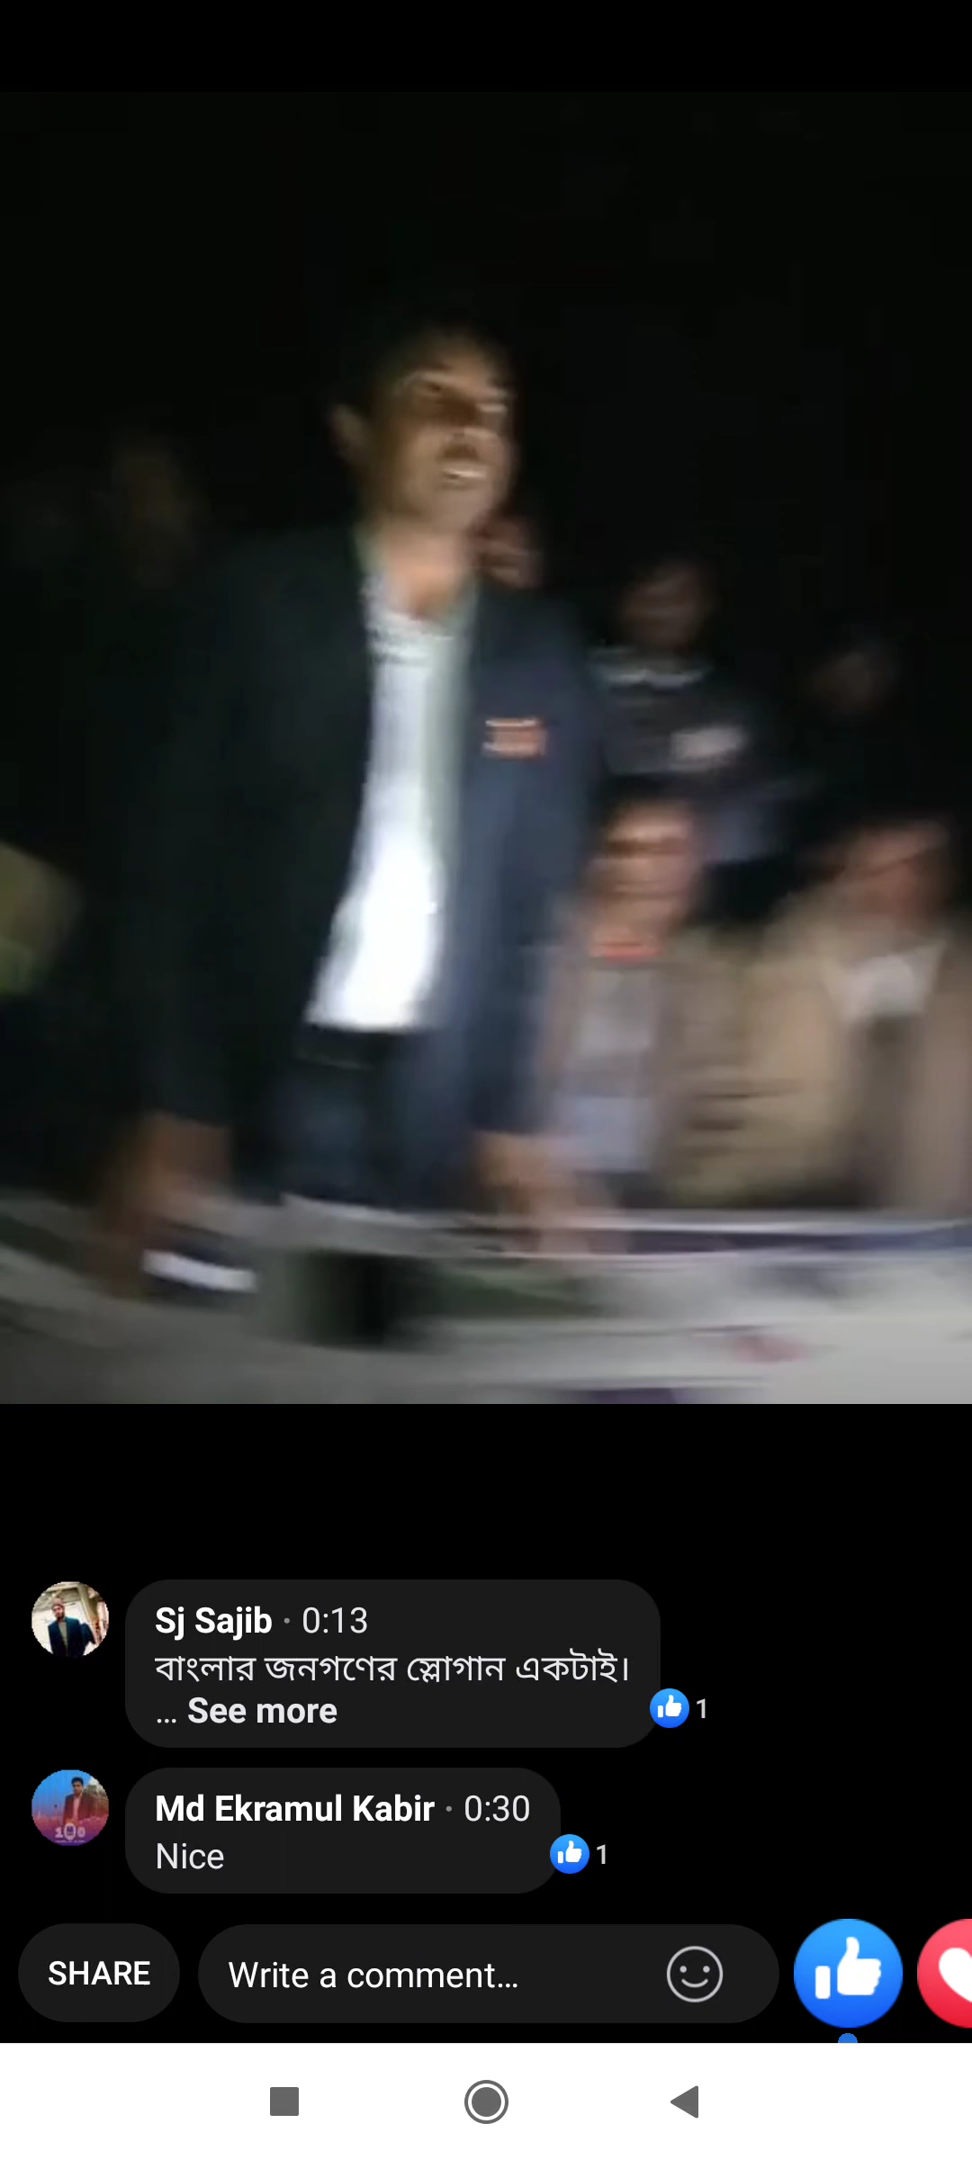 Sj Sajib · 0:13
বাংলার জনগণের স্লোগান একটাই।
... See more
1
Md Ekramul Kabir · 0:30
Nice
1
SHARE
Write a comment...